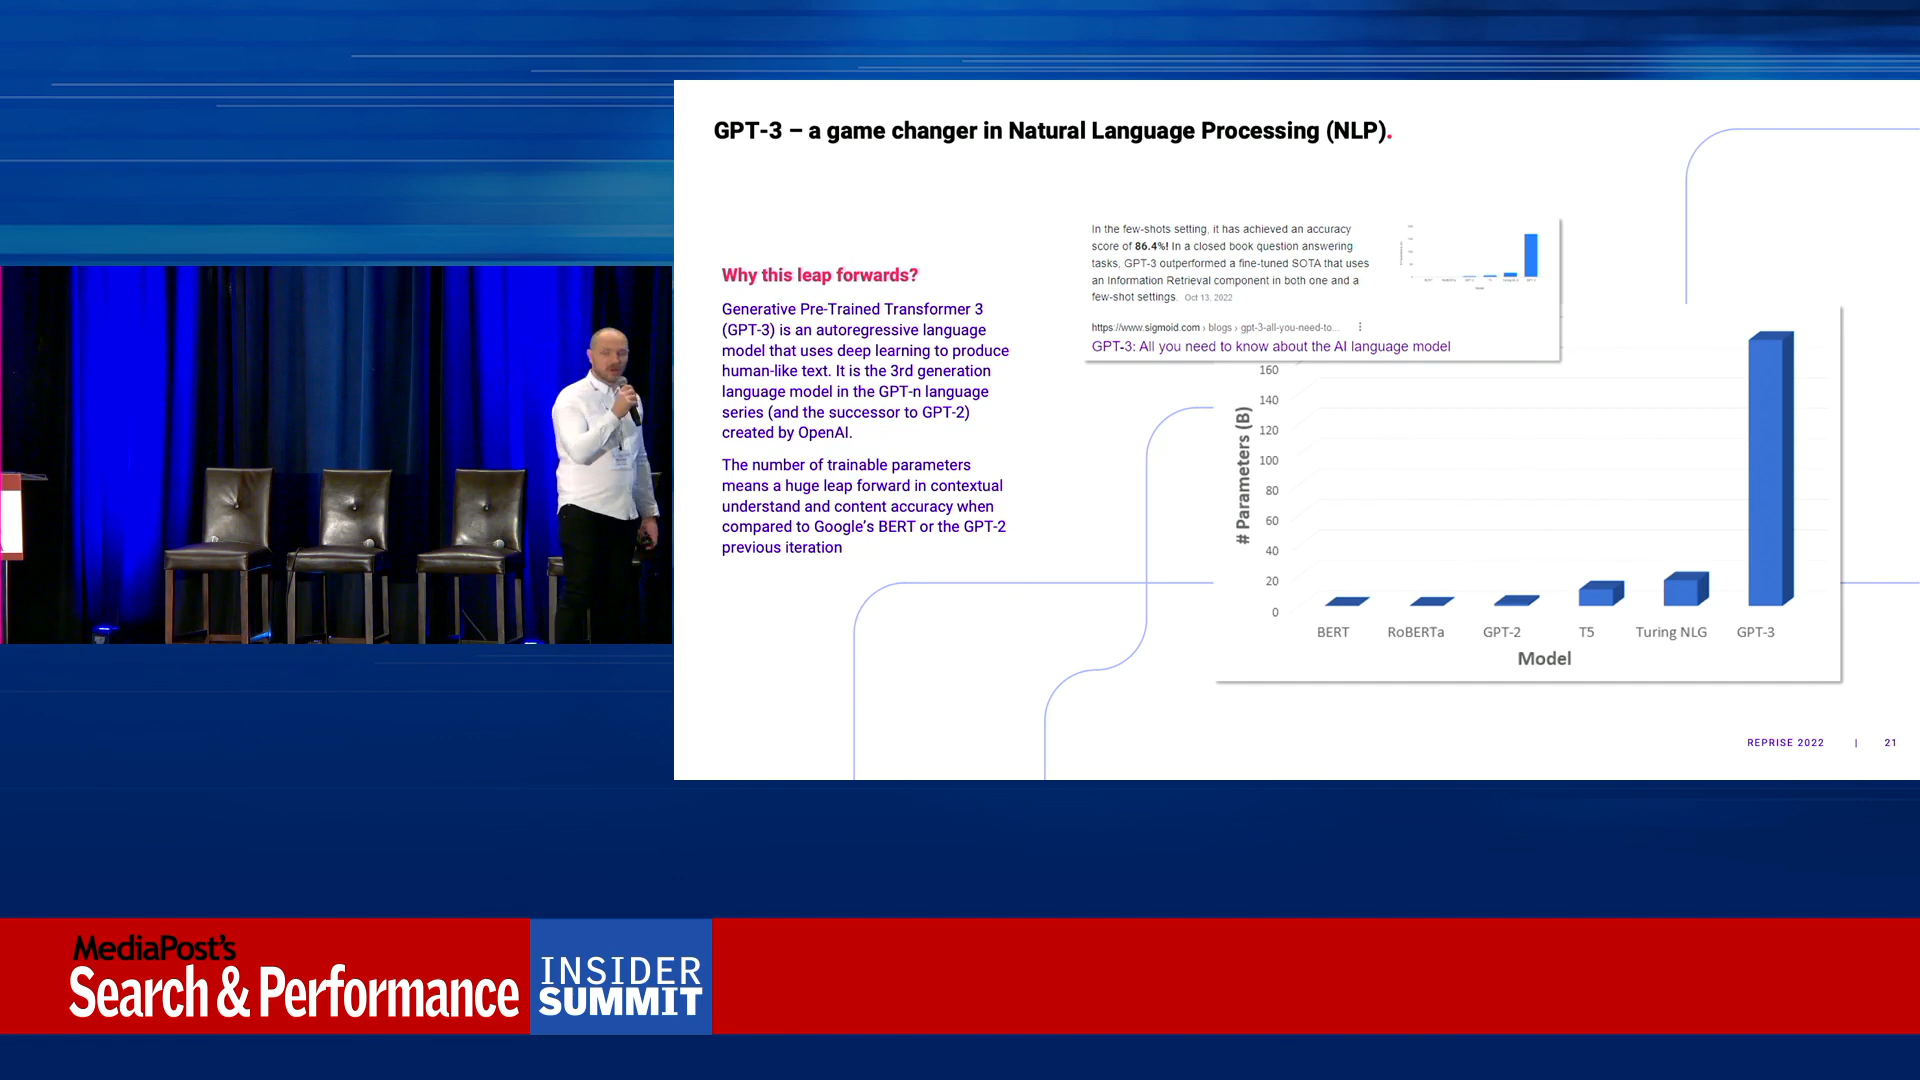 GPT-3 – a game changer in Natural Language Processing (NLP).
Why this leap forwards?
Generative Pre-Trained Transformer 3
(GPT-3) is an autoregressive language
model that uses deep learning to produce
human-like text. It is the 3rd generation
language model in the GPT-n language
series (and the successor to GPT-2)
created by OpenAI.
The number of trainable parameters
means a huge leap forward in contextual
understand and content accuracy when
compared to Google's BERT or the GPT-2
previous iteration
In the few-shots setting, it has achieved an accuracy
score of 86.4%! In a closed book question answering
tasks, GPT-3 outperformed a fine-tuned SOTA that uses
an Information Retrieval component in both one and a
few-shot settings. Oct 13, 2022
https://www.sigmoid.com › blogs › gpt-3-all-you-need-to...
GPT-3: All you need to know about the AI language model
160
140
120
100
80
60
40
20
0
# Parameters (B)
BERT RoBERTa GPT-2 T5 Turing NLG GPT-3
Model
REPRISE 2022 | 21
MediaPost's
Search & Performance
INSIDER
SUMMIT